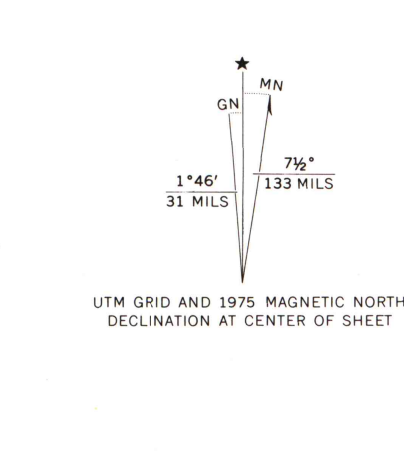 ★
MN
GN
7½°
133 MILS
1°46′
31 MILS
UTM GRID AND 1975 MAGNETIC NORTH
DECLINATION AT CENTER OF SHEET